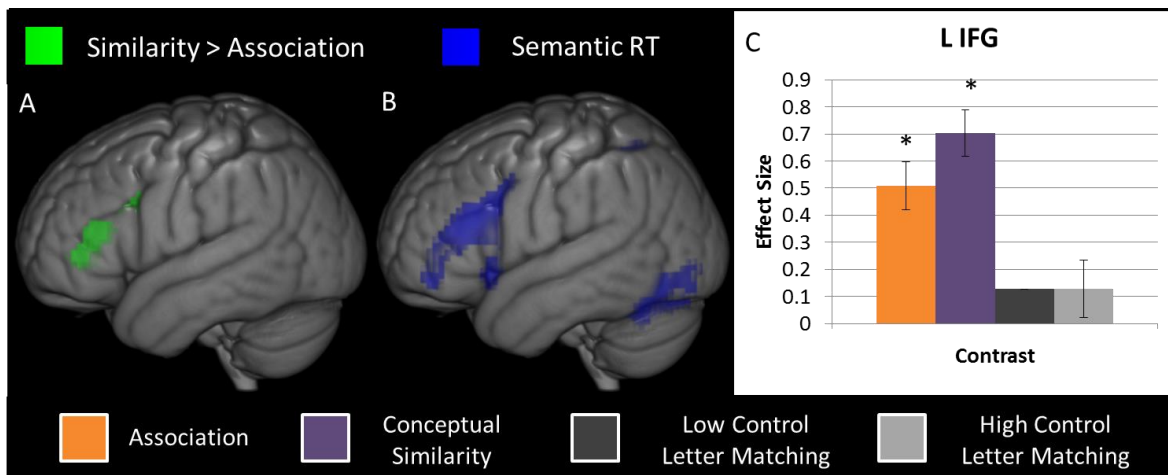 Similarity > Association
Semantic RT
A
B
C
L IFG
0.9
0.8
0.7
0.6
0.5
0.4
0.3
0.2
0.1
0
Effect Size
*
*
Contrast
Association
Conceptual
Similarity
Low Control
Letter Matching
High Control
Letter Matching